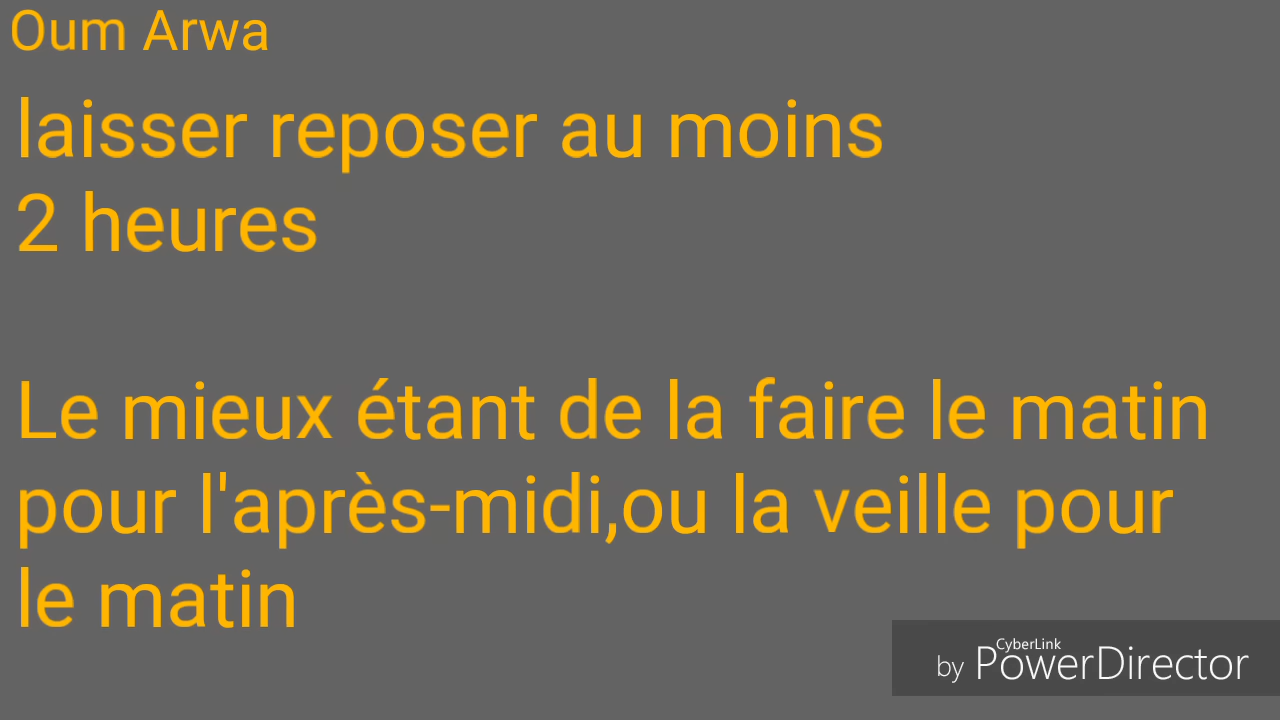 Oum Arwa
laisser reposer au moins
2 heures
Le mieux étant de la faire le matin
pour l'après-midi,ou la veille pour
le matin
CyberLink
by PowerDirector